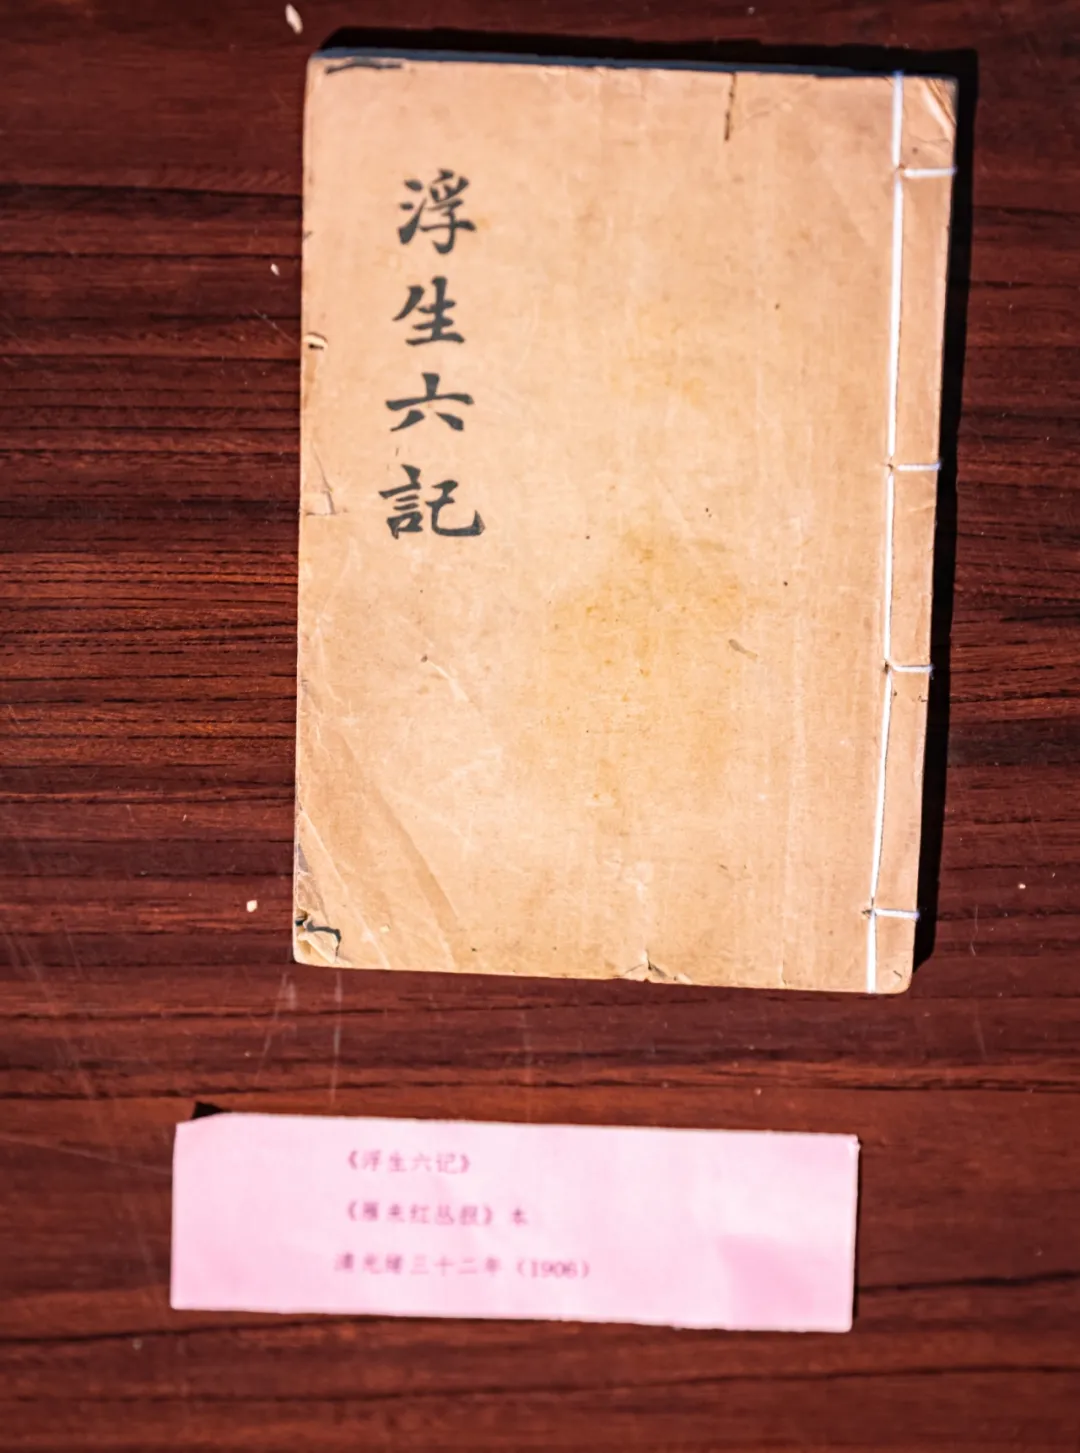 浮生六記
《浮生六记》
《雁来红丛报》本
清光绪三十二年（1906）